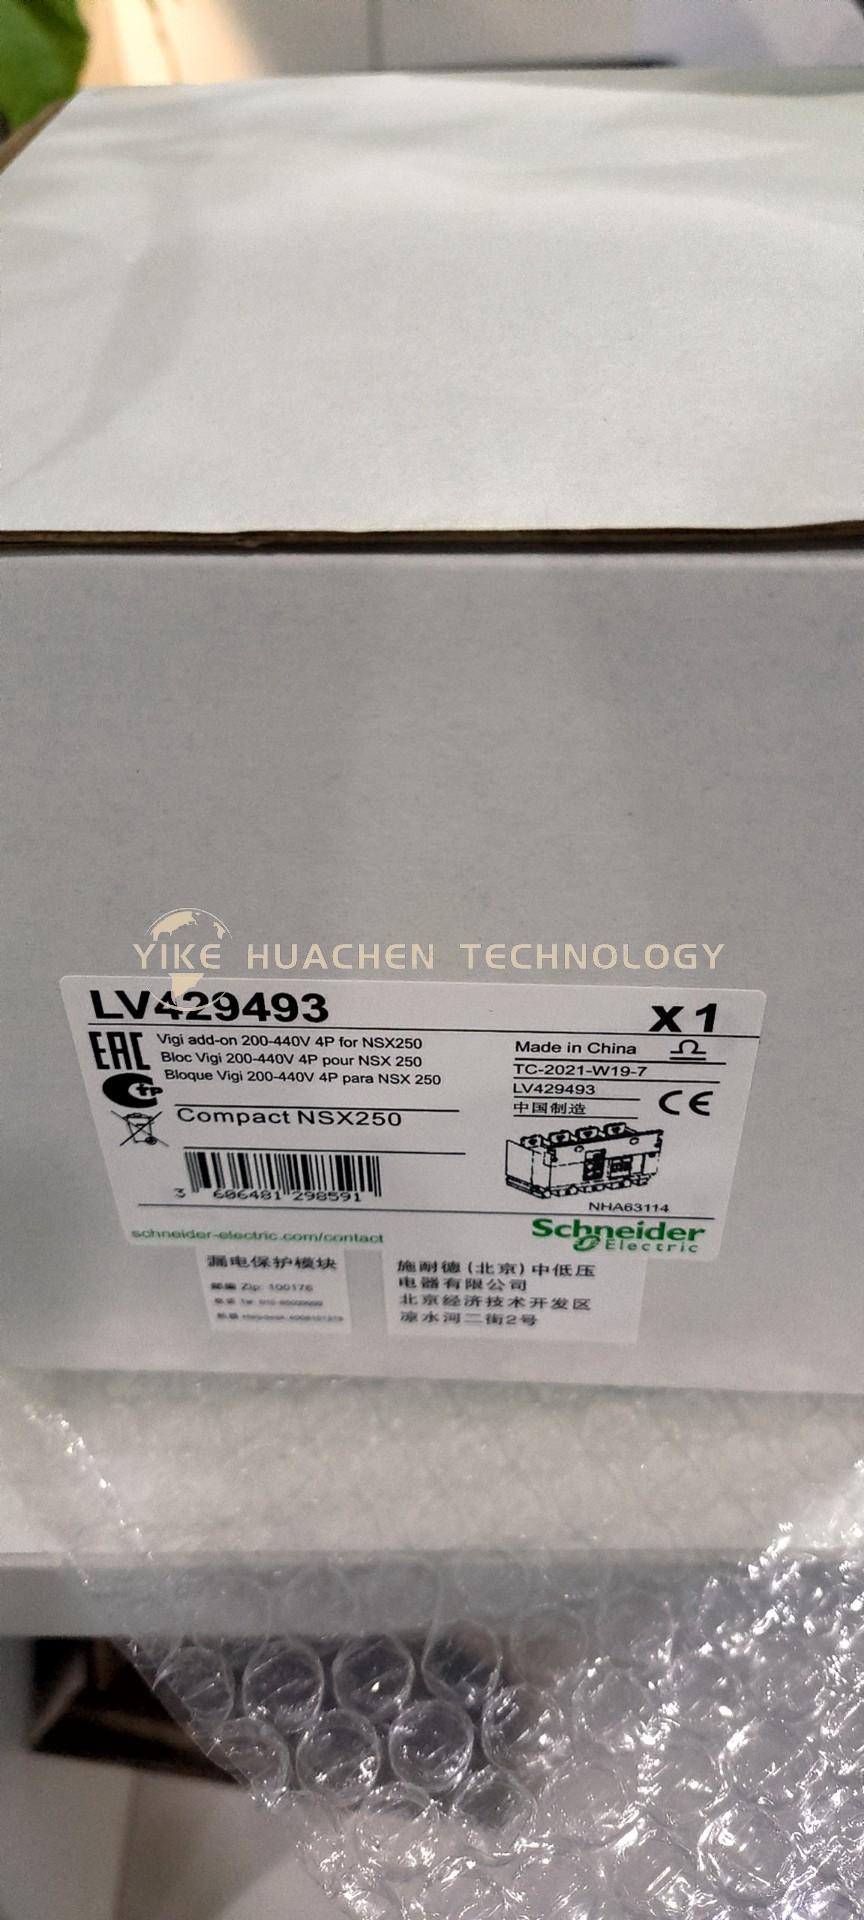 YIKE HUACHEN TECHNOLOGY
LV429493
X1
EAC
Vigi add-on 200-440V 4P for NSX250
Bloc Vigi 200-440V 4P pour NSX 250
Bloque Vigi 200-440V 4P para NSX 250
Compact NSX250
Made in China
TC-2021-W19-7
LV429493
中国制造
CE
3 606481 298591
NHA63114
schneider-electric.com/contact
Schneider
Electric
漏电保护模块
邮编 Zip: 100176
施耐德(北京)中低压
电器有限公司
北京经济技术开发区
凉水河二街2号